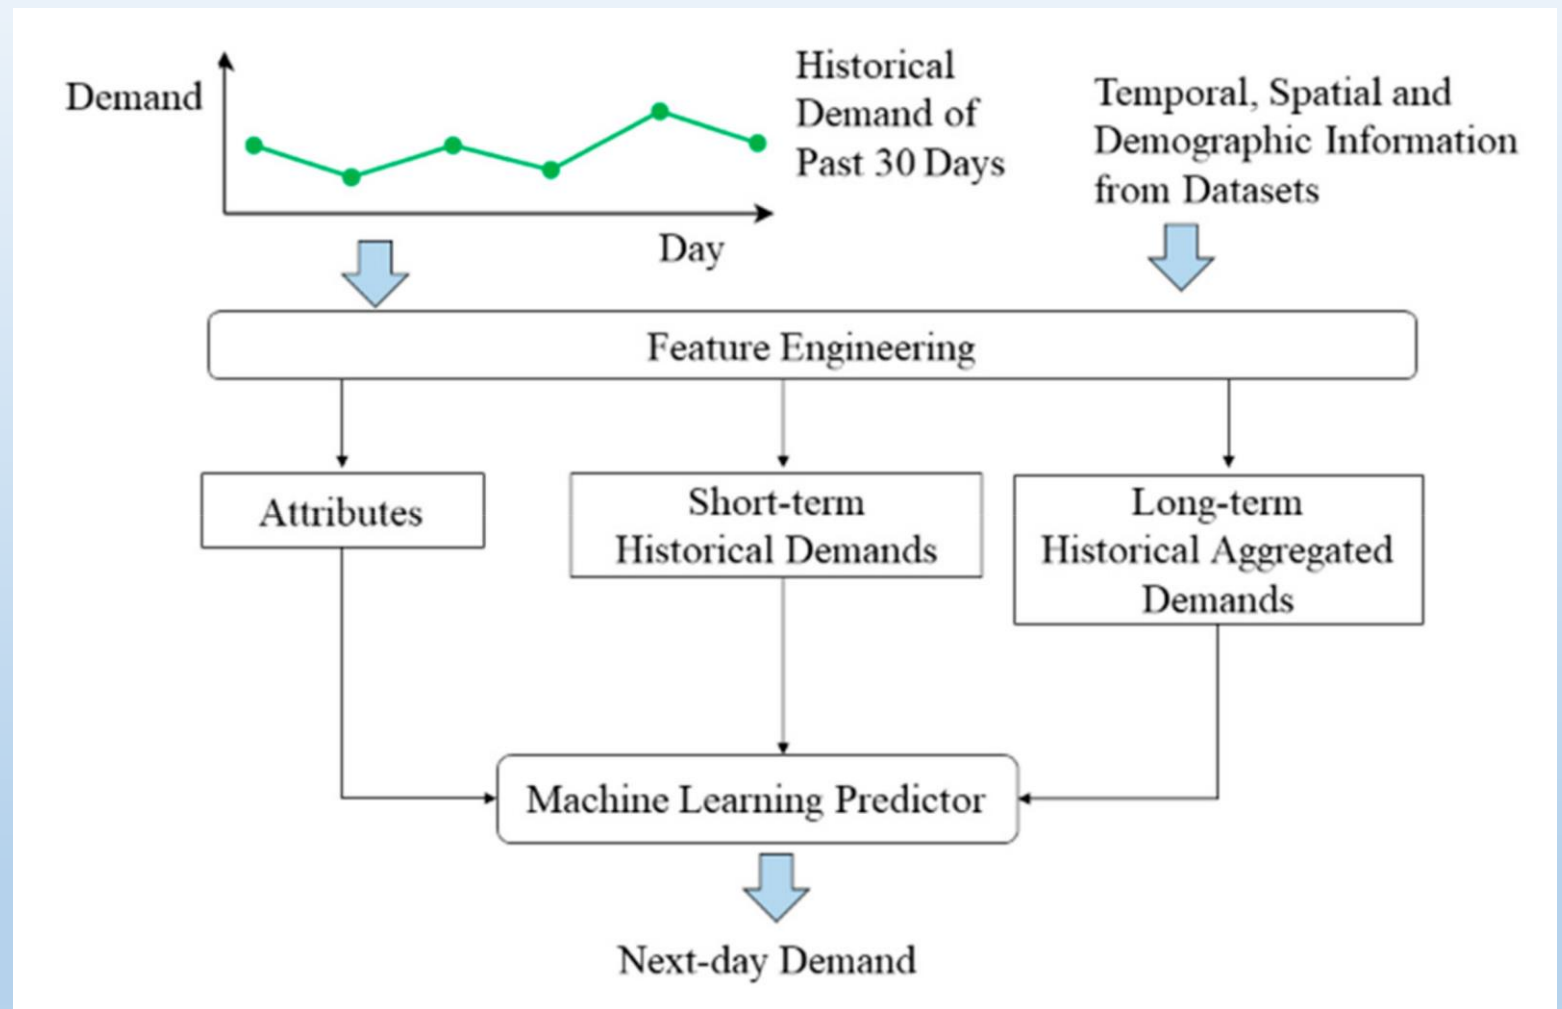 Demand
Historical
Demand of
Past 30 Days
Day
Temporal, Spatial and
Demographic Information
from Datasets
Feature Engineering
Attributes
Short-term
Historical Demands
Long-term
Historical Aggregated
Demands
Machine Learning Predictor
Next-day Demand